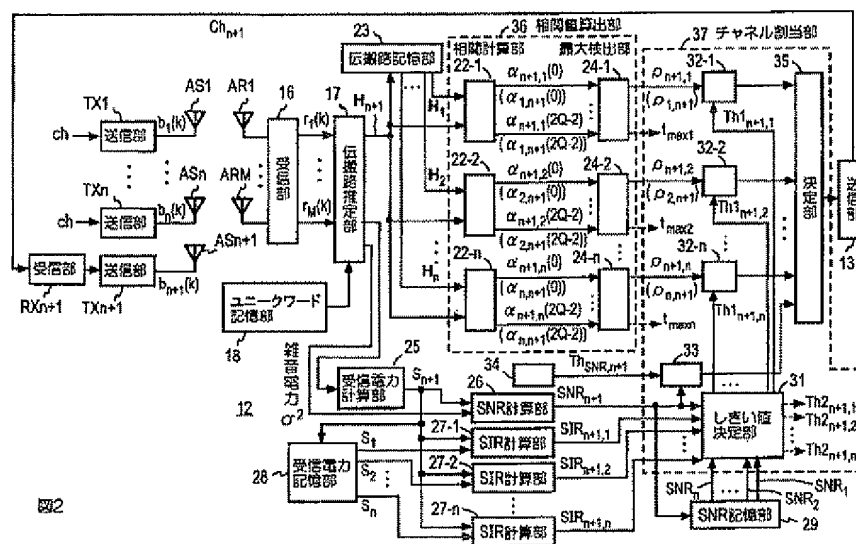 Ch_{n+1}
23
36 相関値算出部
37 チャネル割当部
伝搬路記憶部
相関計算部
最大検出部
32-1
35
TX1
AS1
AR1
16
17
H_{n+1}
22-1
α_{n+1,1}(0)
24-1
ρ_{n+1,1}
ch
送信部
b_1(k)
r_1(k)
H_1
(α_{1,n+1}(0))
(ρ_{1,n+1})
α_{n+1,1}(2Q-2)
Th1_{n+1,1}
(α_{1,n+1}(2Q-2))
t_{max1}
受信部
伝搬路推定部
TXn
ASn
ARM
22-2
α_{n+1,2}(0)
24-2
ρ_{n+1,2}
32-2
H_2
(α_{2,n+1}(0))
(ρ_{2,n+1})
決定部
送信部
ch
送信部
b_n(k)
r_M(k)
α_{n+1,2}(2Q-2)
Th1_{n+1,2}
(α_{2,n+1}(2Q-2))
t_{max2}
13
ASn+1
22-n
α_{n+1,n}(0)
24-n
ρ_{n+1,n}
32-n
受信部
送信部
b_{n+1}(k)
H_n
(α_{n,n+1}(0))
(ρ_{n,n+1})
RXn+1
TXn+1
ユニークワード記憶部
α_{n+1,n}(2Q-2)
Th1_{n+1,n}
(α_{n,n+1}(2Q-2))
t_{maxn}
18
雑音電力 σ^2
25
34
Th_{SNR,n+1}
33
12
受信電力計算部
S_{n+1}
26
SNR計算部
SNR_{n+1}
31
しきい値決定部
Th2_{n+1,1}
Th2_{n+1,2}
Th2_{n+1,n}
27-1
SIR計算部
SIR_{n+1,1}
28
受信電力記憶部
S_1
S_2
S_n
27-2
SIR計算部
SIR_{n+1,2}
SNR_n
SNR_2
SNR_1
27-n
SIR計算部
SIR_{n+1,n}
SNR記憶部
29
図2